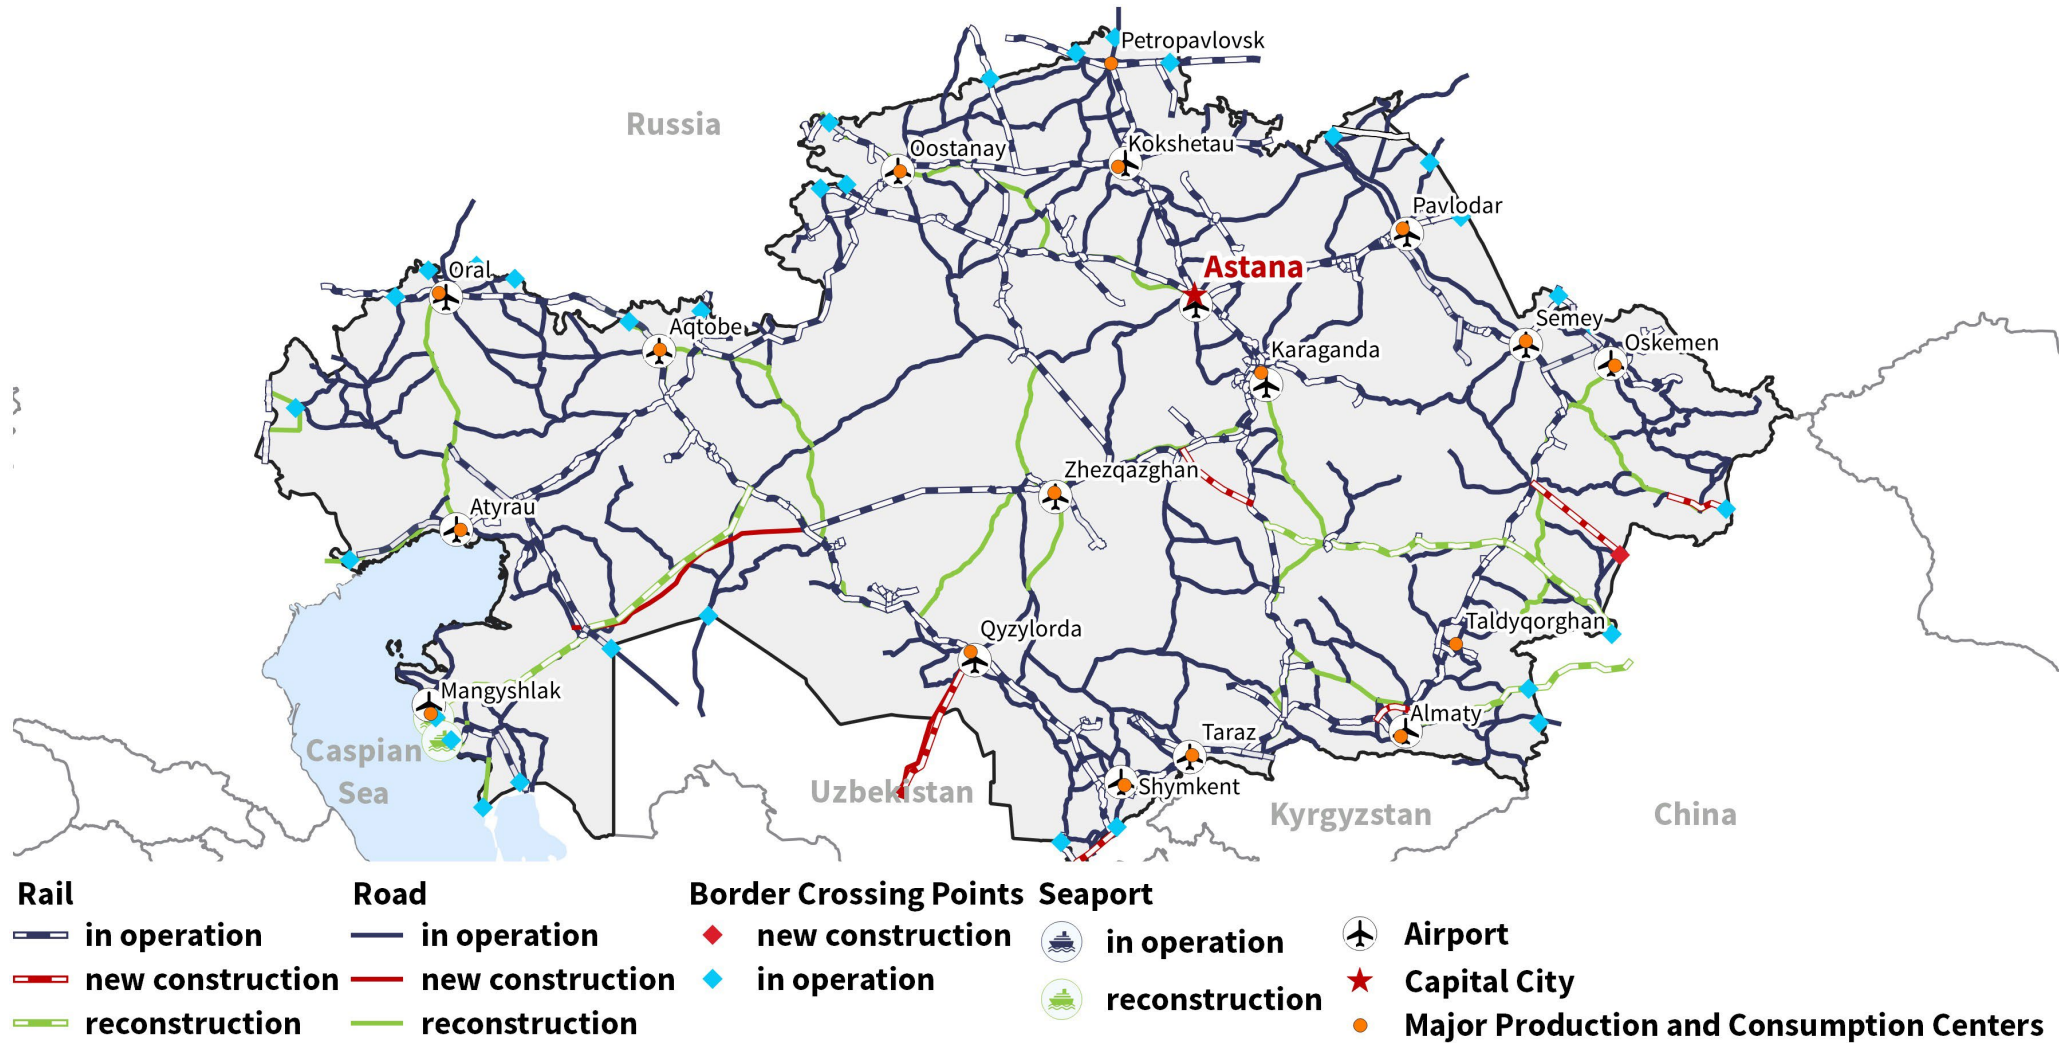 Petropavlovsk
Russia
Oostanay
Kokshetau
Pavlodar
Oral
Astana
Aqtobe
Semey
Oskemen
Karaganda
Zhezqazghan
Atyrau
Qyzylorda
Taldyqorghan
Mangyshlak
Almaty
Taraz
Caspian
Sea
Uzbekistan
Shymkent
Kyrgyzstan
China
Rail
in operation
new construction
reconstruction
Road
in operation
new construction
reconstruction
Border Crossing Points
new construction
in operation
Seaport
in operation
reconstruction
Airport
Capital City
Major Production and Consumption Centers